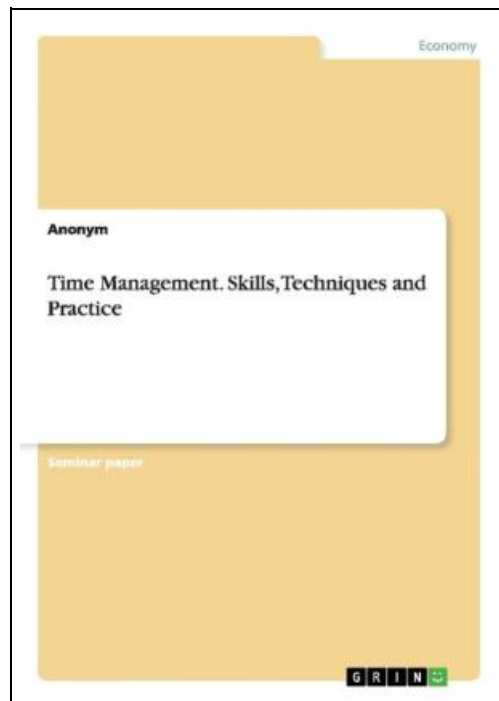 Economy
Anonym
Time Management. Skills, Techniques and
Practice
Seminar paper
GRIN